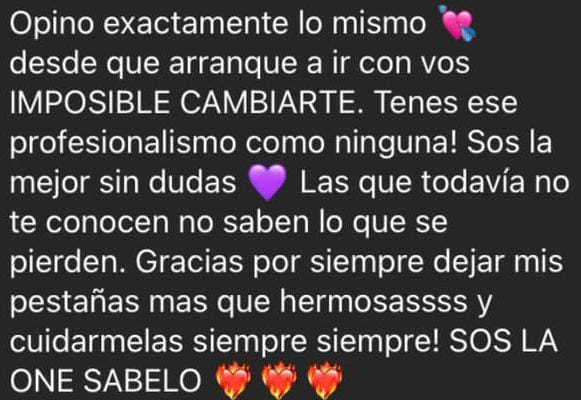 Opino exactamente lo mismo 💘
desde que arranque a ir con vos
IMPOSIBLE CAMBIARTE. Tenes ese
profesionalismo como ninguna! Sos la
mejor sin dudas 💜 Las que todavía no
te conocen no saben lo que se
pierden. Gracias por siempre dejar mis
pestañas mas que hermosassss y
cuidarmelas siempre siempre! SOS LA
ONE SABELO ❤️‍🔥 ❤️‍🔥 ❤️‍🔥